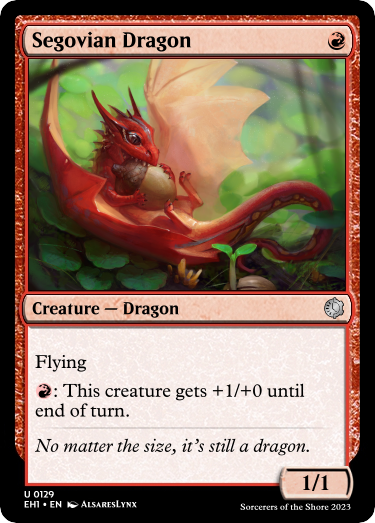 Segovian Dragon
Creature — Dragon
Flying
: This creature gets +1/+0 until
end of turn.
No matter the size, it's still a dragon.
1/1
U 0129
EH1 • EN AlsaresLynx
Sorcerers of the Shore 2023